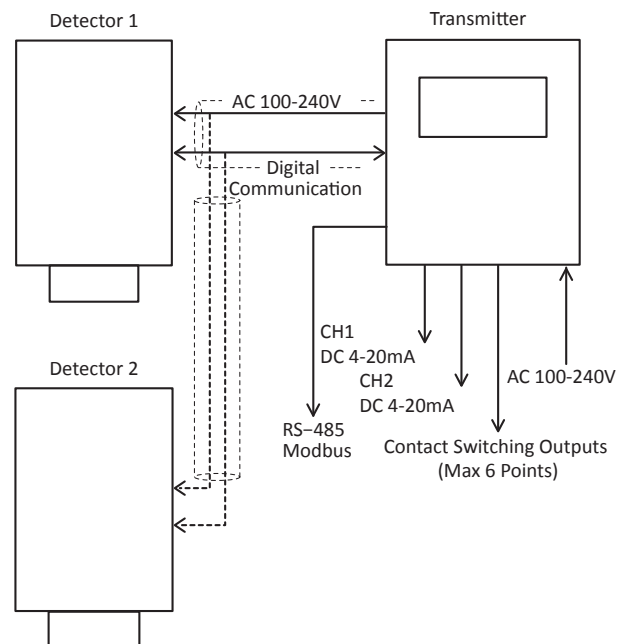 Detector 1
Transmitter
AC 100-240V
Digital
Communication
CH1
DC 4-20mA
CH2
DC 4-20mA
AC 100-240V
Detector 2
RS−485
Modbus
Contact Switching Outputs
(Max 6 Points)